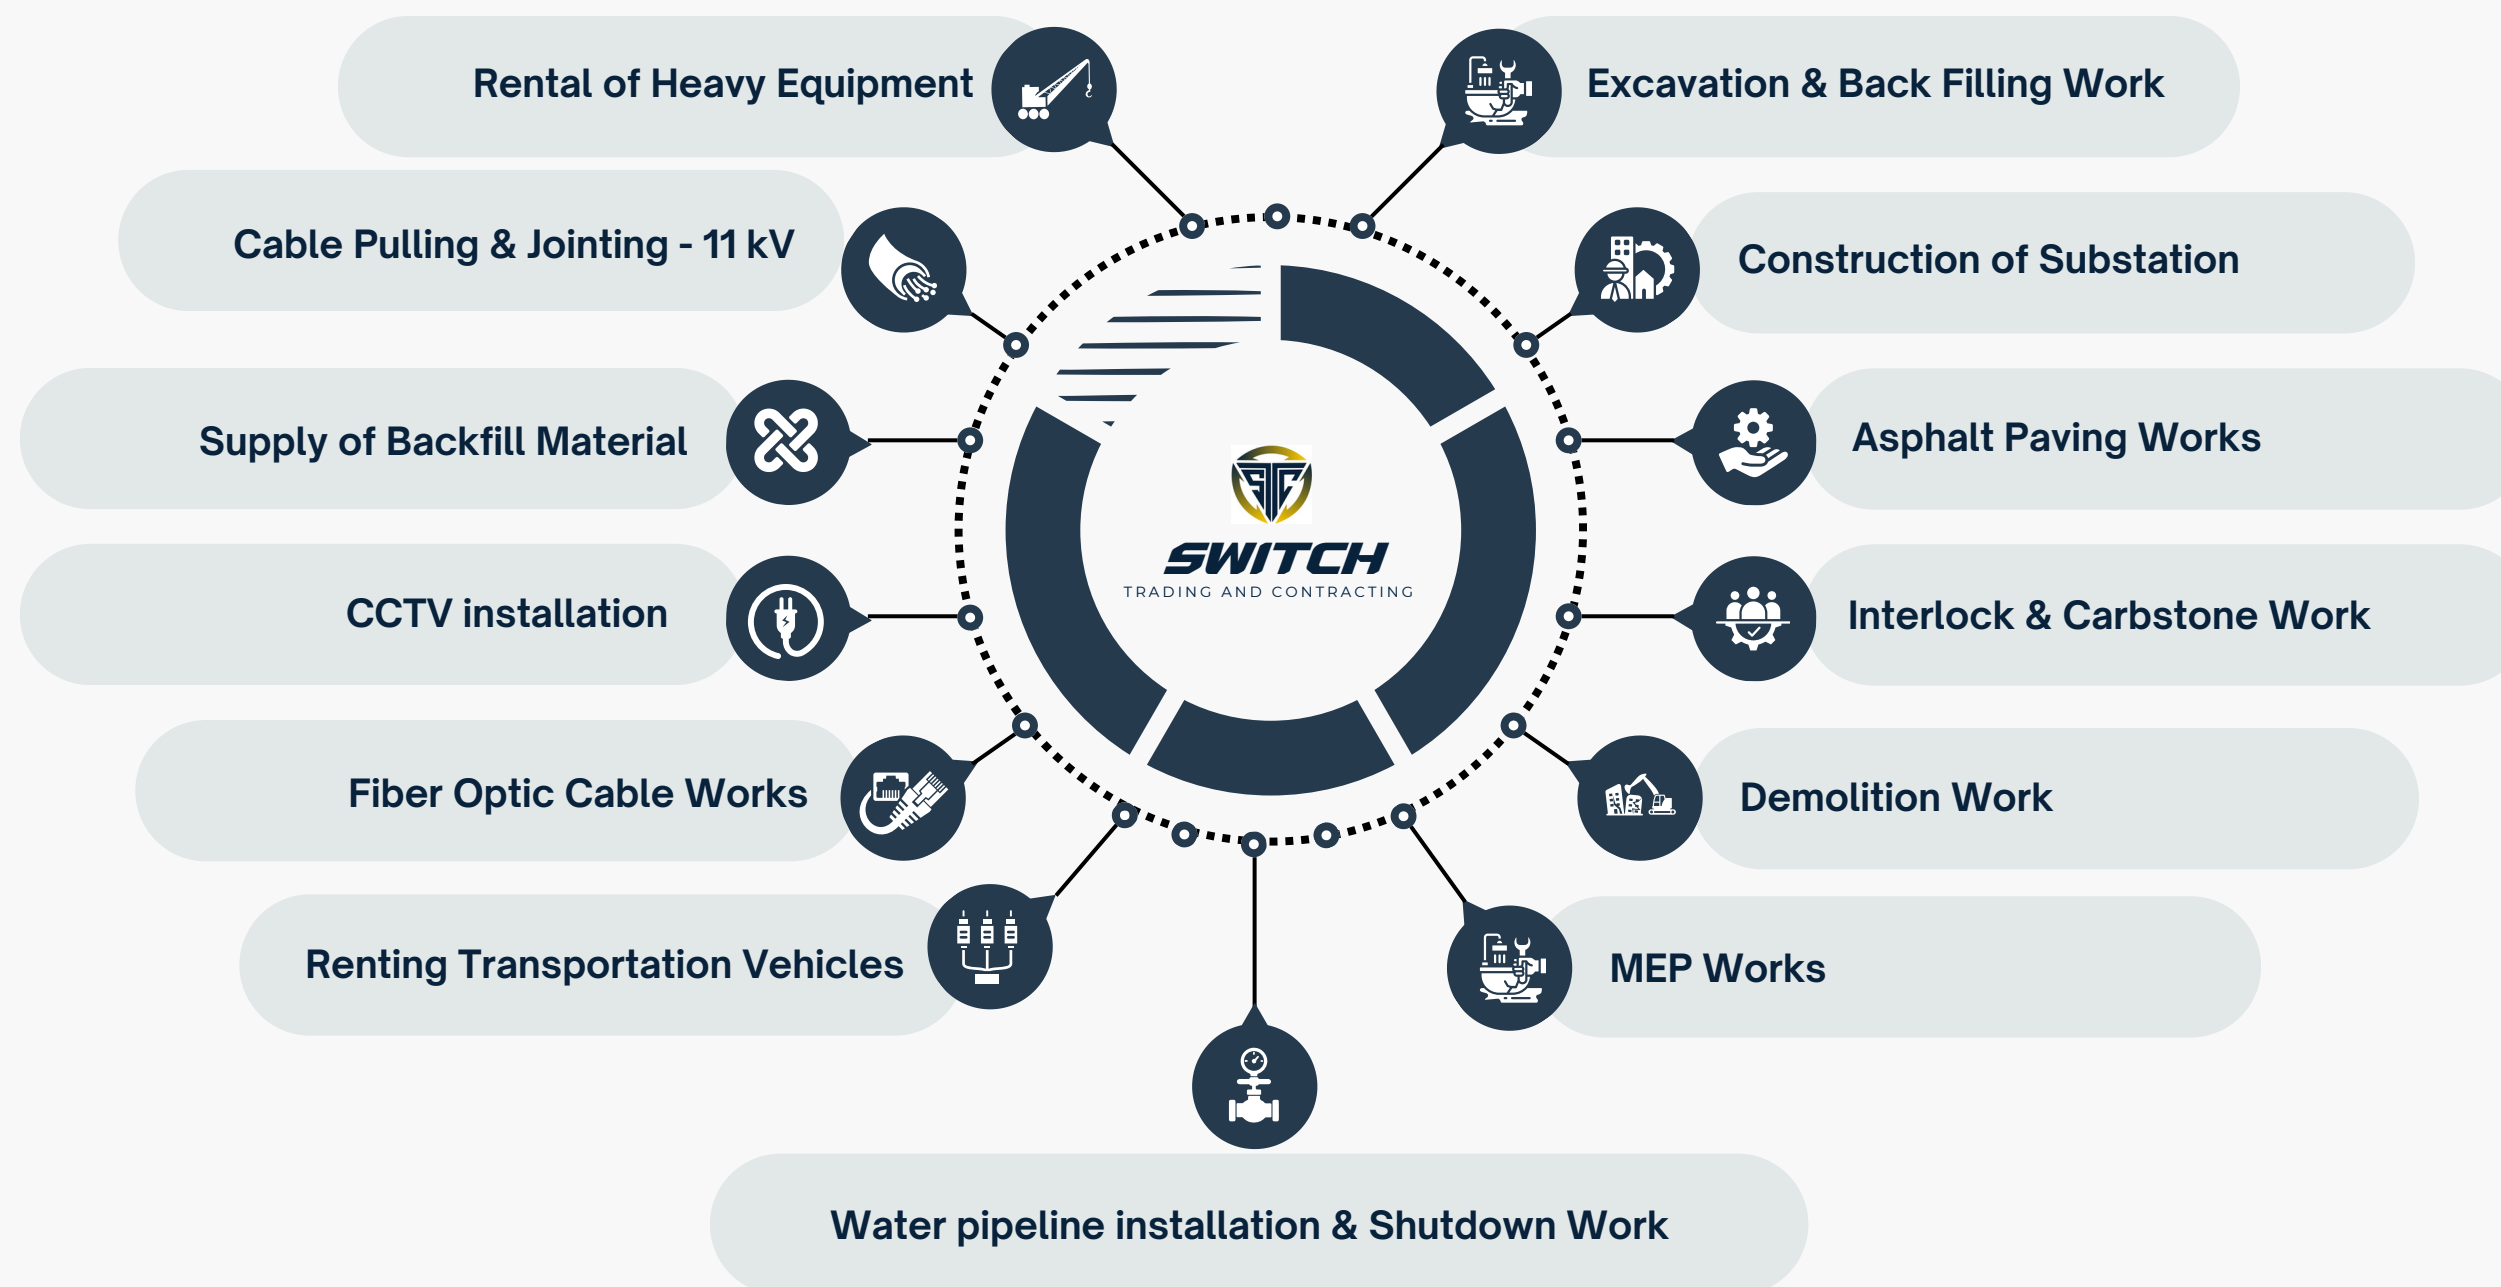 Rental of Heavy Equipment
Excavation & Back Filling Work
Cable Pulling & Jointing - 11 kV
Construction of Substation
Supply of Backfill Material
Asphalt Paving Works
SWITCH
TRADING AND CONTRACTING
CCTV installation
Interlock & Carbstone Work
Fiber Optic Cable Works
Demolition Work
Renting Transportation Vehicles
MEP Works
Water pipeline installation & Shutdown Work